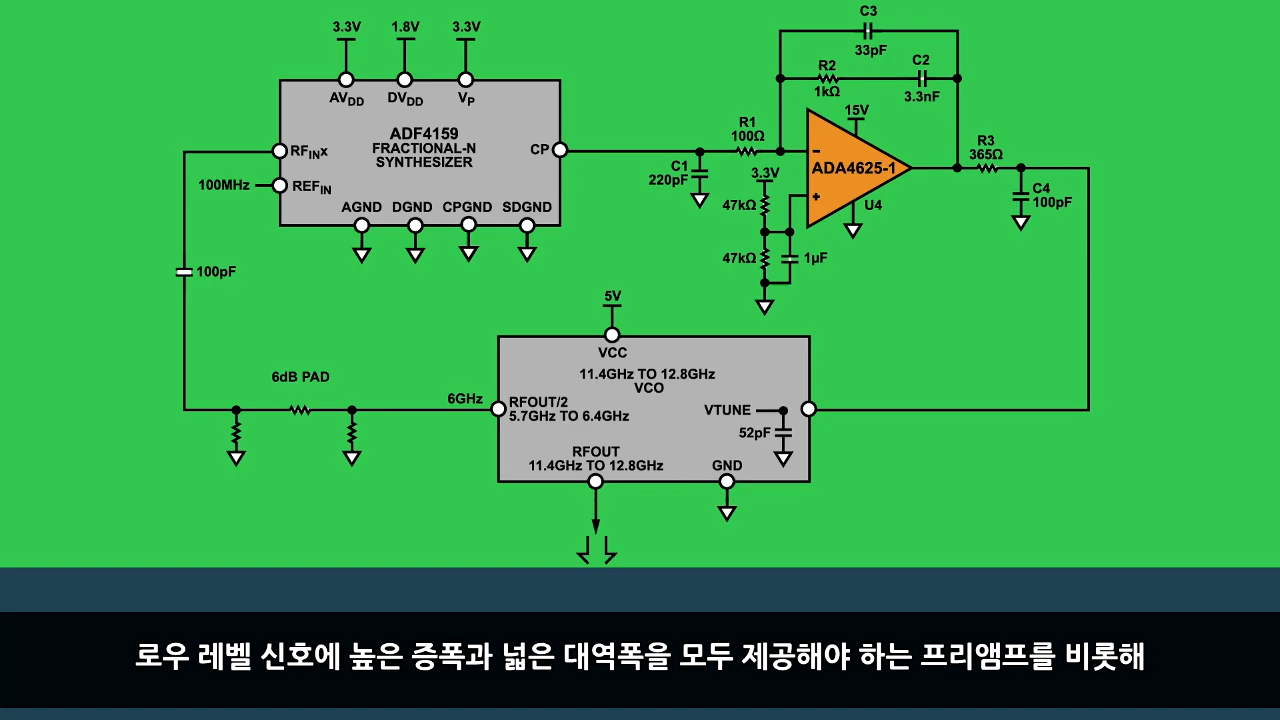 3.3V 1.8V 3.3V
AVDD DVDD VP
ADF4159
FRACTIONAL-N
SYNTHESIZER
RFINx
CP
100MHz
REFIN
AGND DGND CPGND SDGND
100pF
C3
33pF
R2
1kΩ
C2
3.3nF
R1
100Ω
C1
220pF
3.3V
47kΩ
47kΩ
1µF
15V
ADA4625-1
U4
R3
365Ω
C4
100pF
5V
VCC
11.4GHz TO 12.8GHz
VCO
6dB PAD
6GHz
RFOUT/2
5.7GHz TO 6.4GHz
VTUNE
52pF
RFOUT
11.4GHz TO 12.8GHz
GND
로우 레벨 신호에 높은 증폭과 넓은 대역폭을 모두 제공해야 하는 프리앰프를 비롯해